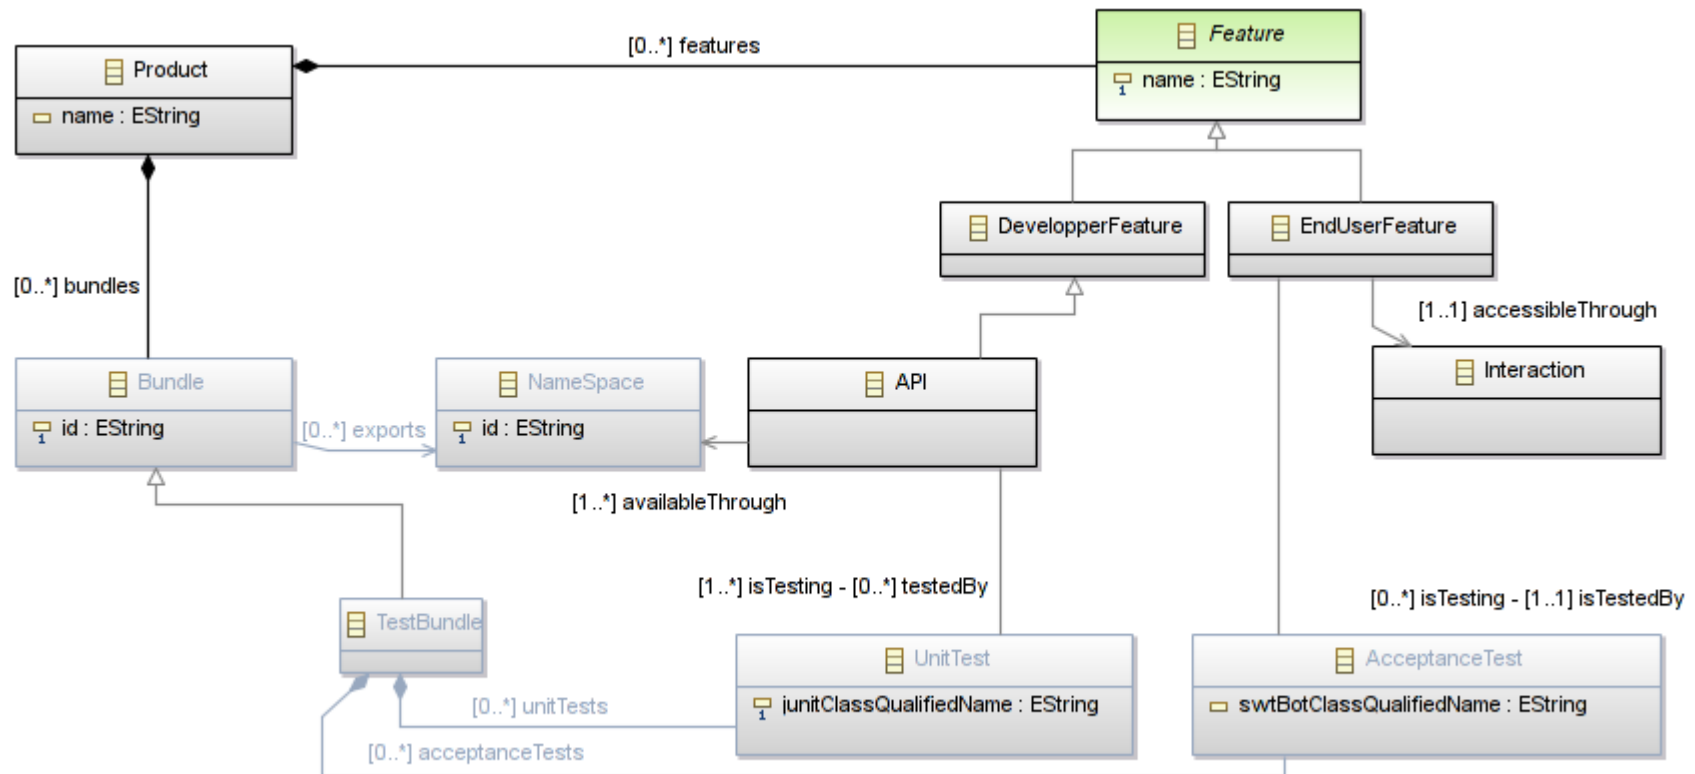 [0..*] features
Feature
name : EString
Product
name : EString
DevelopperFeature
EndUserFeature
[0..*] bundles
[1..1] accessibleThrough
Bundle
id : EString
[0..*] exports
NameSpace
id : EString
API
Interaction
[1..*] availableThrough
[1..*] isTesting - [0..*] testedBy
[0..*] isTesting - [1..1] isTestedBy
TestBundle
UnitTest
junitClassQualifiedName : EString
AcceptanceTest
swtBotClassQualifiedName : EString
[0..*] unitTests
[0..*] acceptanceTests